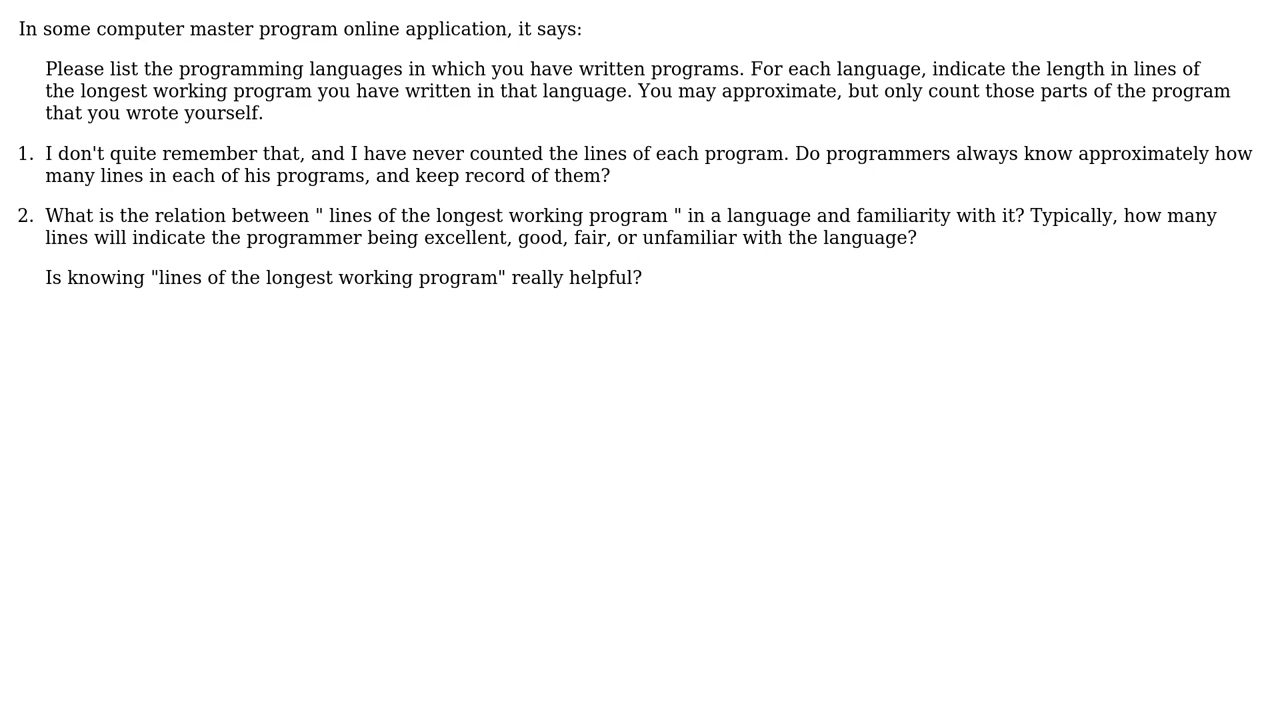 In some computer master program online application, it says:
Please list the programming languages in which you have written programs. For each language, indicate the length in lines of
the longest working program you have written in that language. You may approximate, but only count those parts of the program
that you wrote yourself.
1. I don't quite remember that, and I have never counted the lines of each program. Do programmers always know approximately how
many lines in each of his programs, and keep record of them?
2. What is the relation between " lines of the longest working program " in a language and familiarity with it? Typically, how many
lines will indicate the programmer being excellent, good, fair, or unfamiliar with the language?
Is knowing "lines of the longest working program" really helpful?